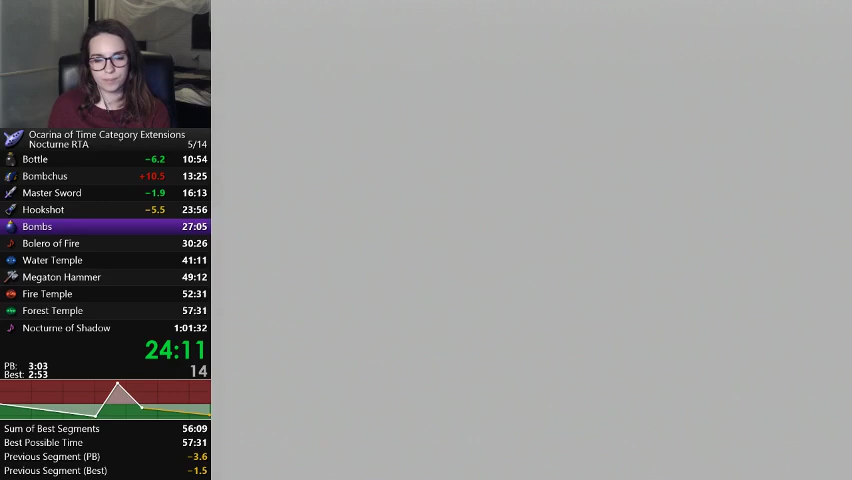 Ocarina of Time Category Extensions
Nocturne RTA 5/14
Bottle −6.2 10:54
Bombchus +10.5 13:25
Master Sword −1.9 16:13
Hookshot −5.5 23:56
Bombs 27:05
Bolero of Fire 30:26
Water Temple 41:11
Megaton Hammer 49:12
Fire Temple 52:31
Forest Temple 57:31
Nocturne of Shadow 1:01:32
24:11
PB: 3:03
Best: 2:53 14
Sum of Best Segments 56:09
Best Possible Time 57:31
Previous Segment (PB) −3.6
Previous Segment (Best) −1.5